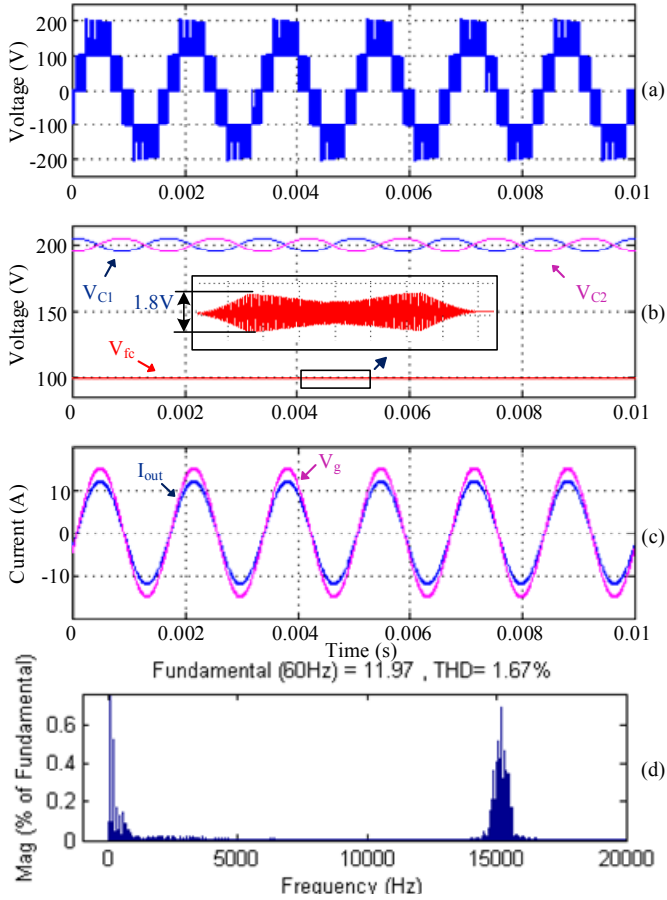 Voltage (V)
200
100
0
-100
-200
0
0.002
0.004
0.006
0.008
0.01
(a)
Voltage (V)
200
150
100
V_C1
V_C2
1.8V
V_fc
0
0.002
0.004
0.006
0.008
0.01
(b)
Current (A)
10
0
-10
I_out
V_g
0
0.002
0.004
0.006
0.008
0.01
(c)
Time (s)
Fundamental (60Hz) = 11.97 , THD= 1.67%
Mag (% of Fundamental)
0.6
0.4
0.2
0
0
5000
10000
15000
20000
(d)
Frequency (Hz)